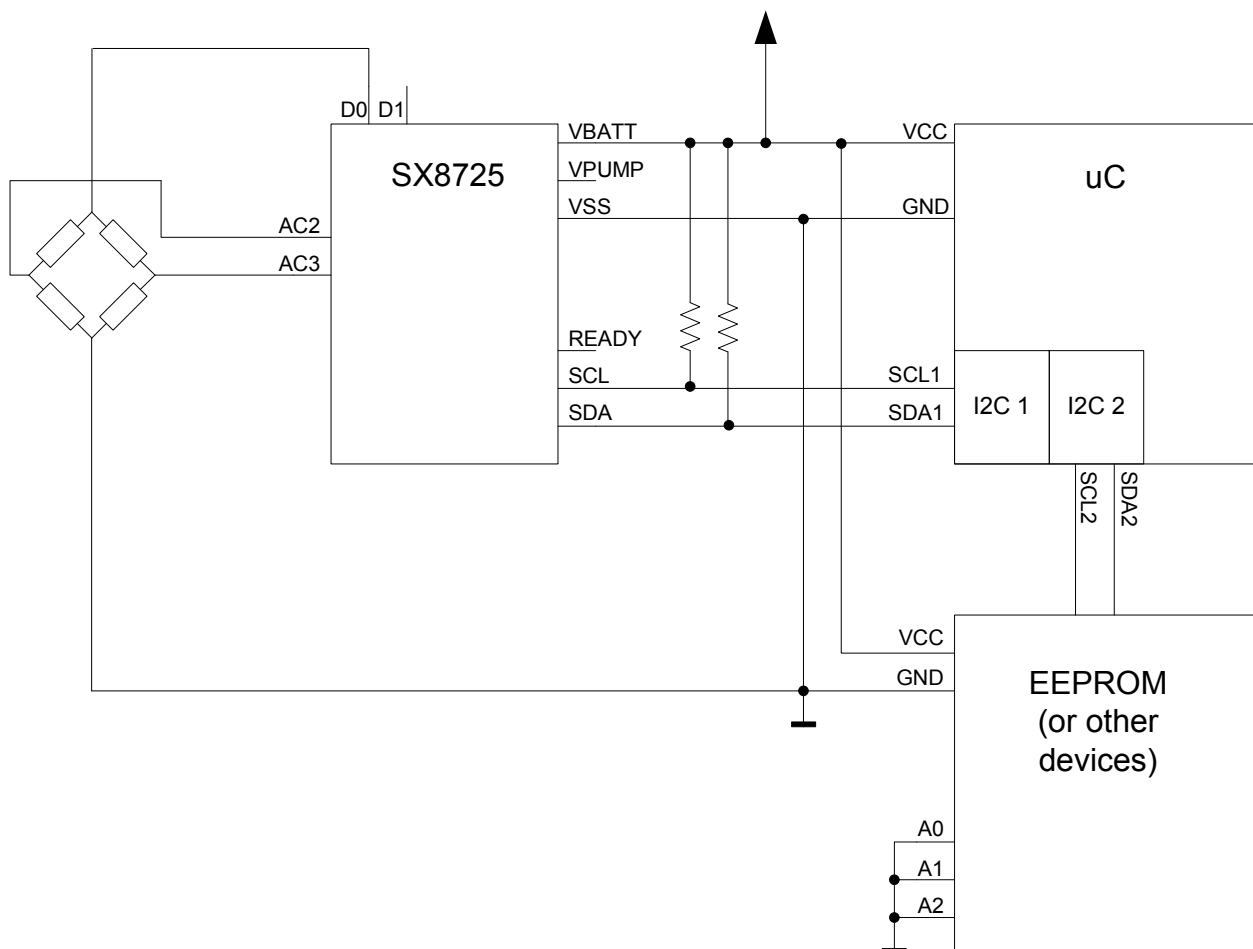 D0 D1
VBATT
VCC
SX8725
VPUMP
uC
VSS
GND
AC2
AC3
READY
SCL
SCL1
I2C 1
I2C 2
SDA
SDA1
SCL2
SDA2
VCC
GND
EEPROM
(or other
devices)
A0
A1
A2